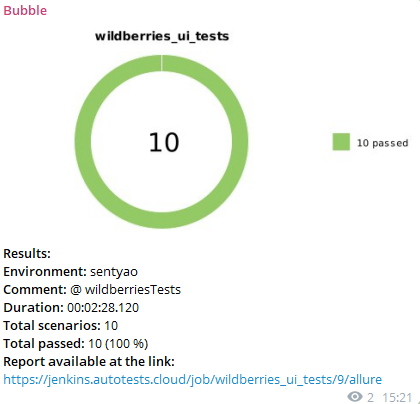 Bubble
wildberries_ui_tests
10
10 passed
Results:
Environment: sentyao
Comment: @ wildberriesTests
Duration: 00:02:28.120
Total scenarios: 10
Total passed: 10 (100 %)
Report available at the link:
https://jenkins.autotests.cloud/job/wildberries_ui_tests/9/allure
2 15:21